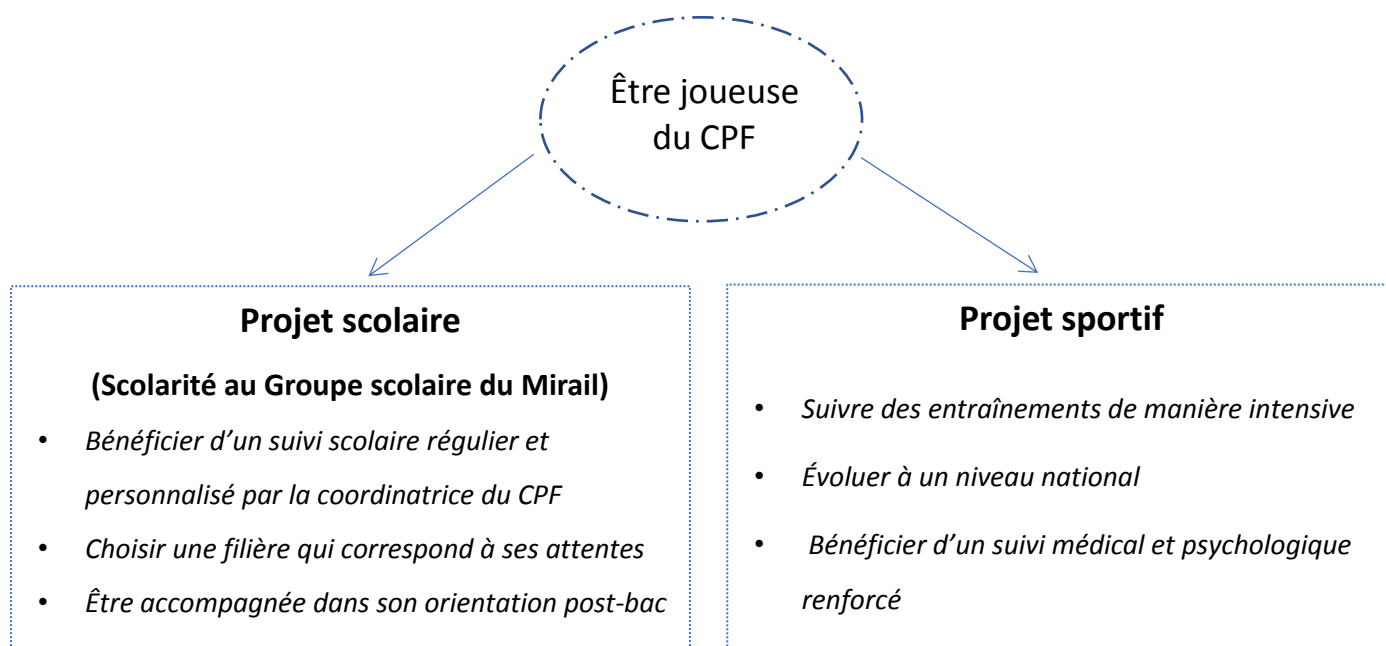 Être joueuse
du CPF
Projet scolaire
(Scolarité au Groupe scolaire du Mirail)
• Bénéficier d’un suivi scolaire régulier et
personnalisé par la coordinatrice du CPF
• Choisir une filière qui correspond à ses attentes
• Être accompagnée dans son orientation post-bac
Projet sportif
• Suivre des entraînements de manière intensive
• Évoluer à un niveau national
• Bénéficier d’un suivi médical et psychologique
renforcé